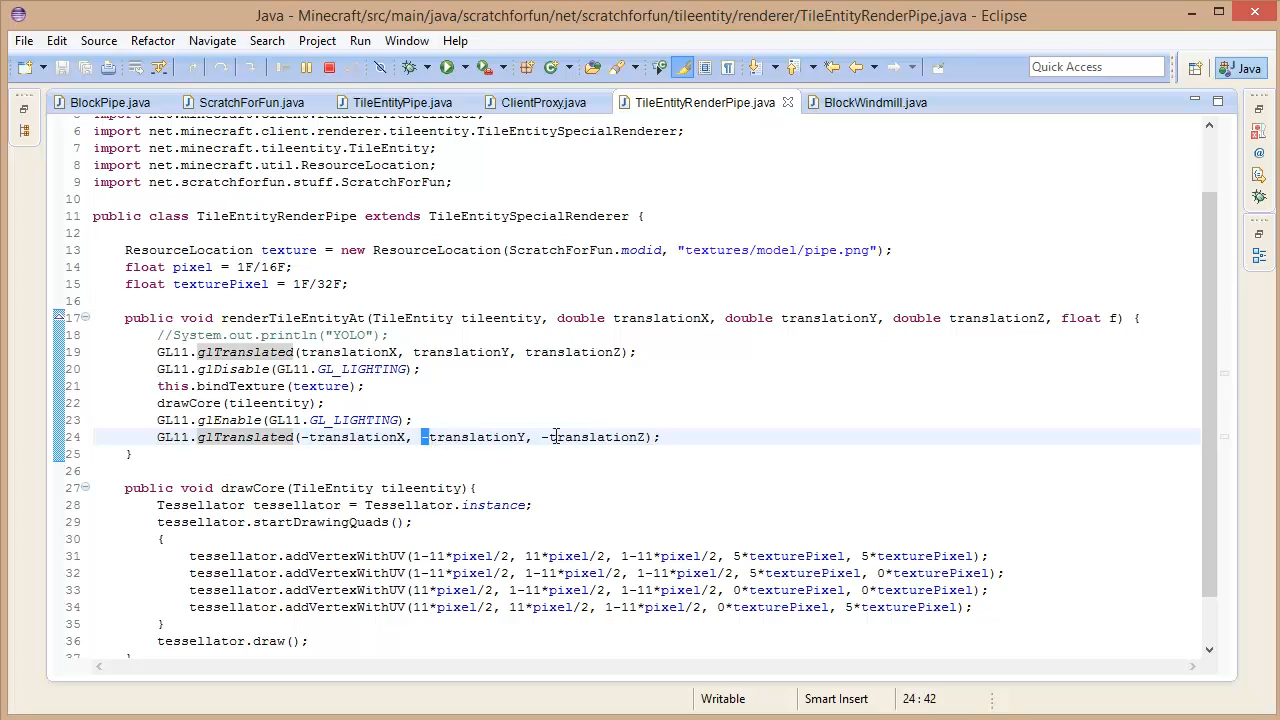 Java - Minecraft/src/main/java/scratchforfun/net/scratchforfun/tileentity/renderer/TileEntityRenderPipe.java - Eclipse
File Edit Source Refactor Navigate Search Project Run Window Help
Quick Access Java
BlockPipe.java ScratchForFun.java TileEntityPipe.java ClientProxy.java TileEntityRenderPipe.java BlockWindmill.java
6 import net.minecraft.client.renderer.tileentity.TileEntitySpecialRenderer;
7 import net.minecraft.tileentity.TileEntity;
8 import net.minecraft.util.ResourceLocation;
9 import net.scratchforfun.stuff.ScratchForFun;
10
11 public class TileEntityRenderPipe extends TileEntitySpecialRenderer {
12
13 ResourceLocation texture = new ResourceLocation(ScratchForFun.modid, "textures/model/pipe.png");
14 float pixel = 1F/16F;
15 float texturePixel = 1F/32F;
16
17 public void renderTileEntityAt(TileEntity tileentity, double translationX, double translationY, double translationZ, float f) {
18 //System.out.println("YOLO");
19 GL11.glTranslated(translationX, translationY, translationZ);
20 GL11.glDisable(GL11.GL_LIGHTING);
21 this.bindTexture(texture);
22 drawCore(tileentity);
23 GL11.glEnable(GL11.GL_LIGHTING);
24 GL11.glTranslated(-translationX, -translationY, -translationZ);
25 }
26
27 public void drawCore(TileEntity tileentity){
28 Tessellator tessellator = Tessellator.instance;
29 tessellator.startDrawingQuads();
30 {
31 tessellator.addVertexWithUV(1-11*pixel/2, 11*pixel/2, 1-11*pixel/2, 5*texturePixel, 5*texturePixel);
32 tessellator.addVertexWithUV(1-11*pixel/2, 1-11*pixel/2, 1-11*pixel/2, 5*texturePixel, 0*texturePixel);
33 tessellator.addVertexWithUV(11*pixel/2, 1-11*pixel/2, 1-11*pixel/2, 0*texturePixel, 0*texturePixel);
34 tessellator.addVertexWithUV(11*pixel/2, 11*pixel/2, 1-11*pixel/2, 0*texturePixel, 5*texturePixel);
35 }
36 tessellator.draw();
Writable Smart Insert 24 : 42